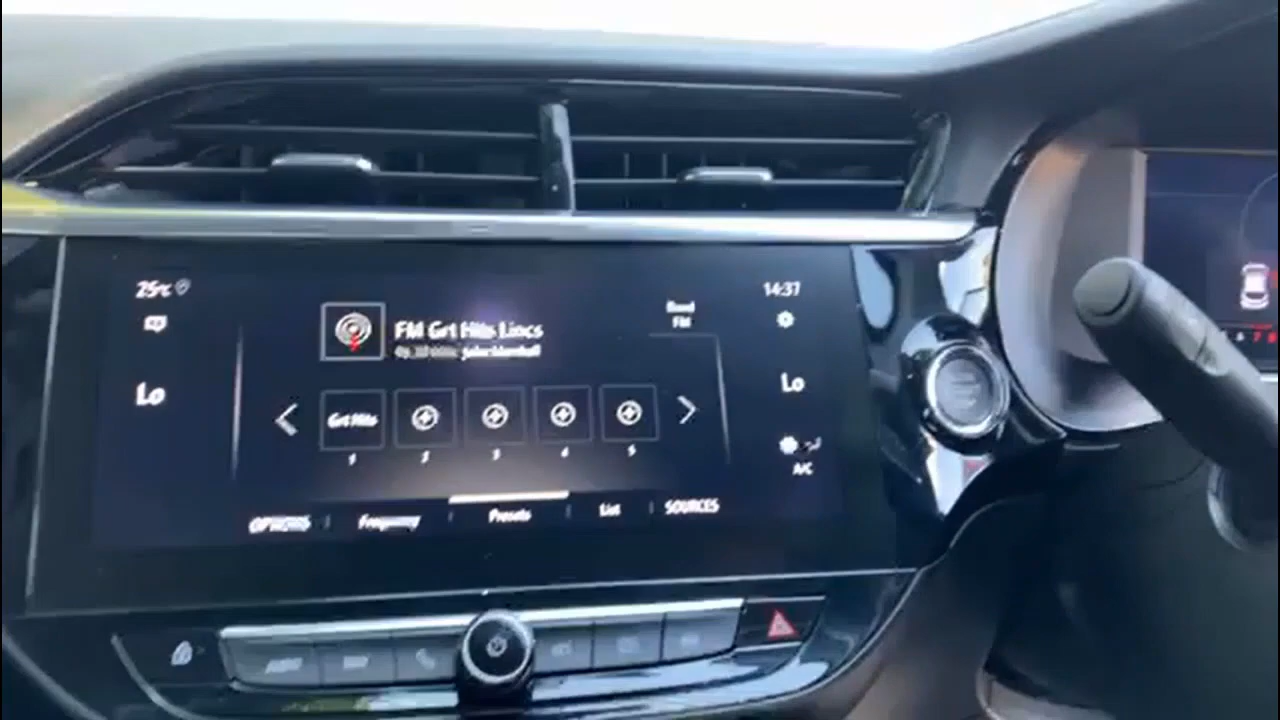 25°C
14:37
FM Grt Hits Lincs
Band
FM
Lo
Lo
Grt Hits
1 2 3 4 5
A/C
OPTIONS Frequency Presets List SOURCES